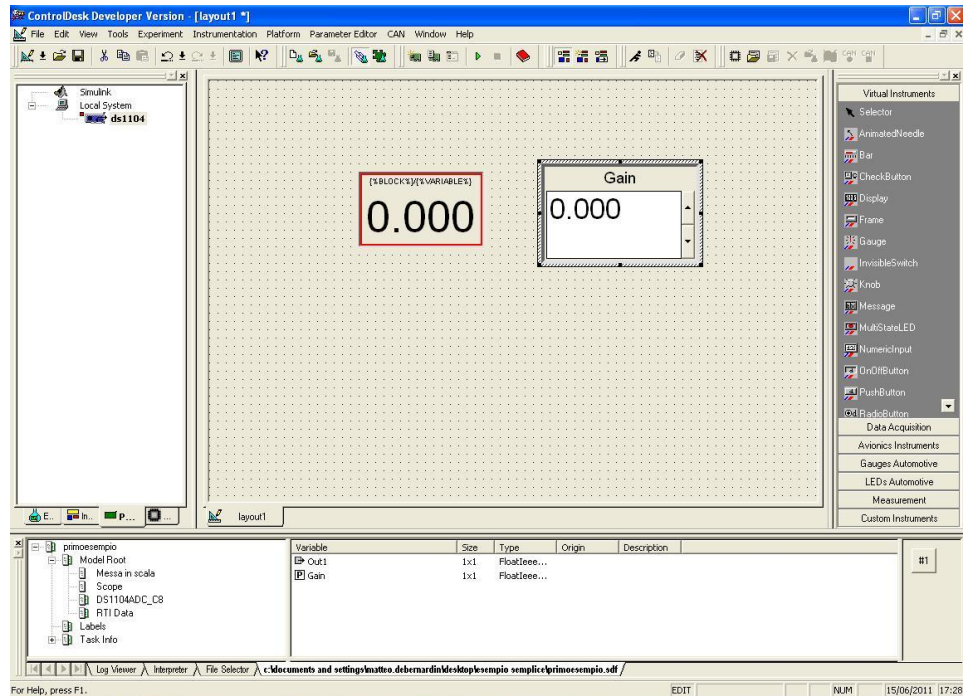 ControlDesk Developer Version - [layout1 *]
File Edit View Tools Experiment Instrumentation Platform Parameter Editor CAN Window Help
Simulink
Local System
ds1104
{%BLOCK%}/{%VARIABLE%}
0.000
Gain
0.000
Virtual Instruments
Selector
AnimatedNeedle
Bar
CheckButton
Display
Frame
Gauge
InvisibleSwitch
Knob
Message
MultiStateLED
NumericInput
OnOffButton
PushButton
RadioButton
Data Acquisition
Avionics Instruments
Gauges Automotive
LEDs Automotive
Measurement
Custom Instruments
E... In... P... ...
layout1
primoesempio
Model Root
Messa in scala
Scope
DS1104ADC_C8
RTI Data
Labels
Task Info
Variable Size Type Origin Description
Out1 1x1 FloatIeee...
P Gain 1x1 FloatIeee...
#1
Log Viewer Interpreter File Selector c:\documents and settings\matteo.debernardin\desktop\esempio semplice\primoesempio.sdf
For Help, press F1. EDIT NUM 15/06/2011 17:28